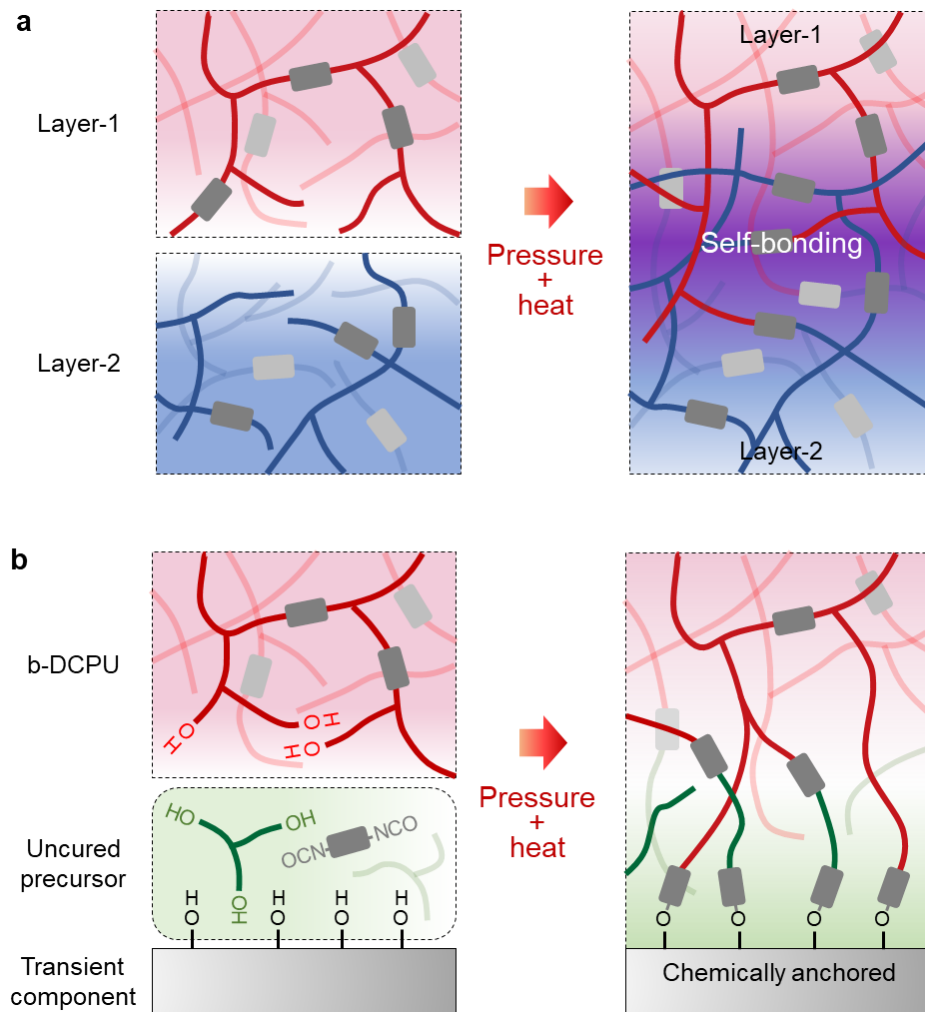 a
Layer-1
Layer-2
Pressure
+
heat
Layer-1
Self-bonding
Layer-2
b
b-DCPU
HO
OH
HO
Uncured
precursor
HO
OH
HO
OCN
NCO
H
O
H
O
H
O
H
O
Transient
component
Pressure
+
heat
O
O
O
O
Chemically anchored